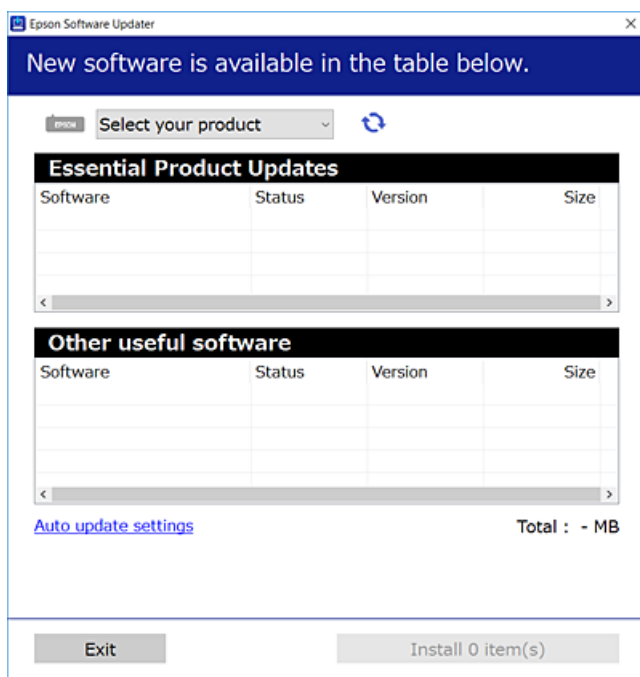 Epson Software Updater
New software is available in the table below.
EPSON Select your product
Essential Product Updates
Software Status Version Size
Other useful software
Software Status Version Size
Auto update settings Total : - MB
Exit Install 0 item(s)